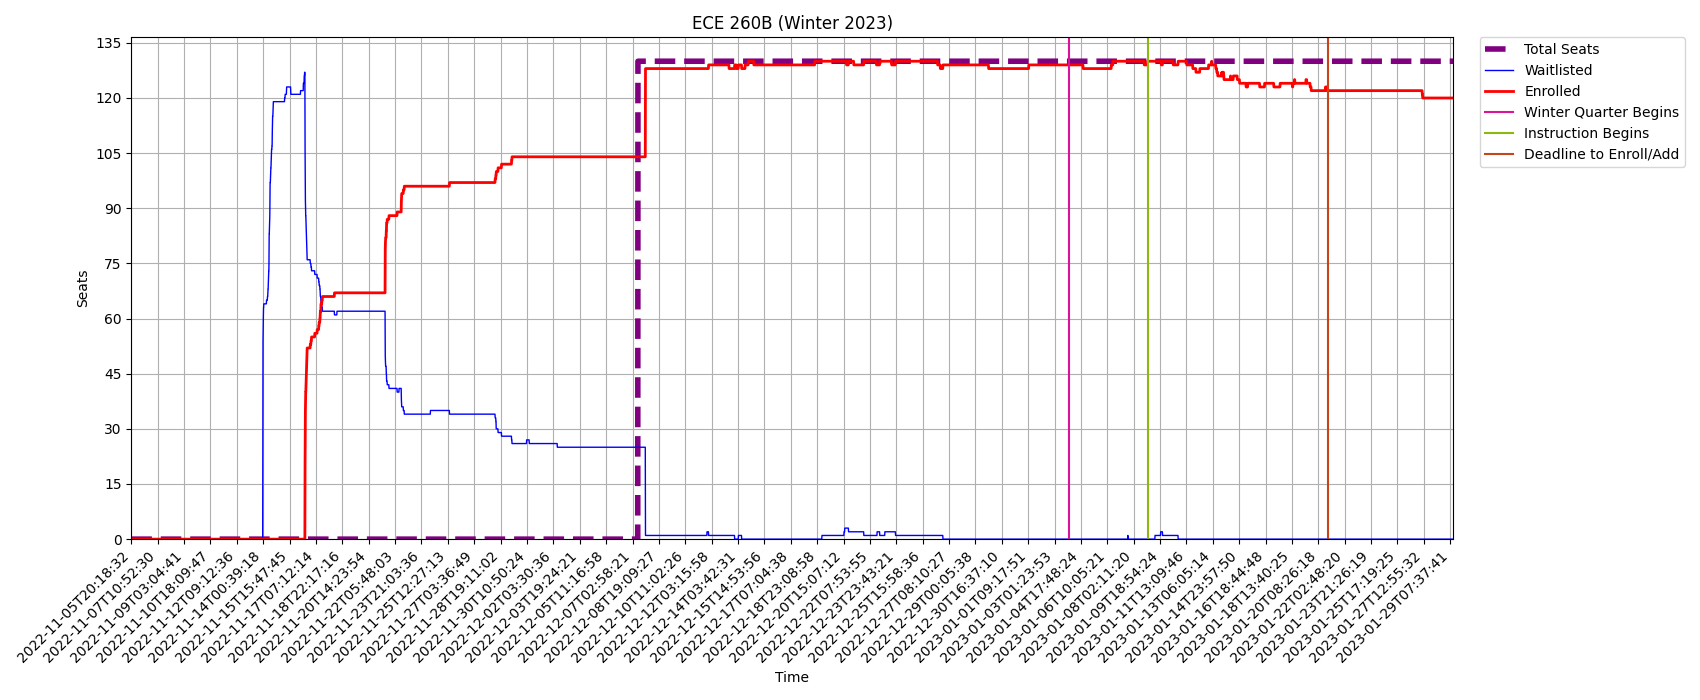 ECE 260B (Winter 2023)
Total Seats
Waitlisted
Enrolled
Winter Quarter Begins
Instruction Begins
Deadline to Enroll/Add
Seats
135
120
105
90
75
60
45
30
15
0
2022-11-05T20:18:32
2022-11-07T10:52:30
2022-11-09T03:04:41
2022-11-10T18:09:47
2022-11-12T09:12:36
2022-11-14T00:39:18
2022-11-15T15:47:45
2022-11-17T07:12:14
2022-11-18T22:17:16
2022-11-20T14:23:54
2022-11-22T05:48:03
2022-11-23T21:03:36
2022-11-25T12:27:13
2022-11-27T03:36:49
2022-11-28T19:11:02
2022-11-30T10:50:24
2022-12-02T03:30:36
2022-12-03T19:24:21
2022-12-05T11:16:58
2022-12-07T02:58:21
2022-12-08T19:09:27
2022-12-10T11:02:26
2022-12-12T03:15:58
2022-12-13T19:42:31
2022-12-15T14:53:56
2022-12-17T07:04:38
2022-12-18T23:08:58
2022-12-20T15:07:12
2022-12-22T07:53:55
2022-12-23T23:43:21
2022-12-25T15:58:36
2022-12-27T08:10:27
2022-12-29T00:05:38
2022-12-30T16:37:10
2023-01-01T09:17:51
2023-01-03T01:23:53
2023-01-04T17:48:24
2023-01-06T10:05:21
2023-01-08T02:11:20
2023-01-09T18:54:24
2023-01-11T13:09:46
2023-01-13T06:05:14
2023-01-14T23:57:50
2023-01-16T18:44:48
2023-01-18T13:40:25
2023-01-20T08:26:18
2023-01-22T02:48:20
2023-01-23T21:26:19
2023-01-25T17:19:25
2023-01-27T12:55:32
2023-01-29T07:37:41
Time